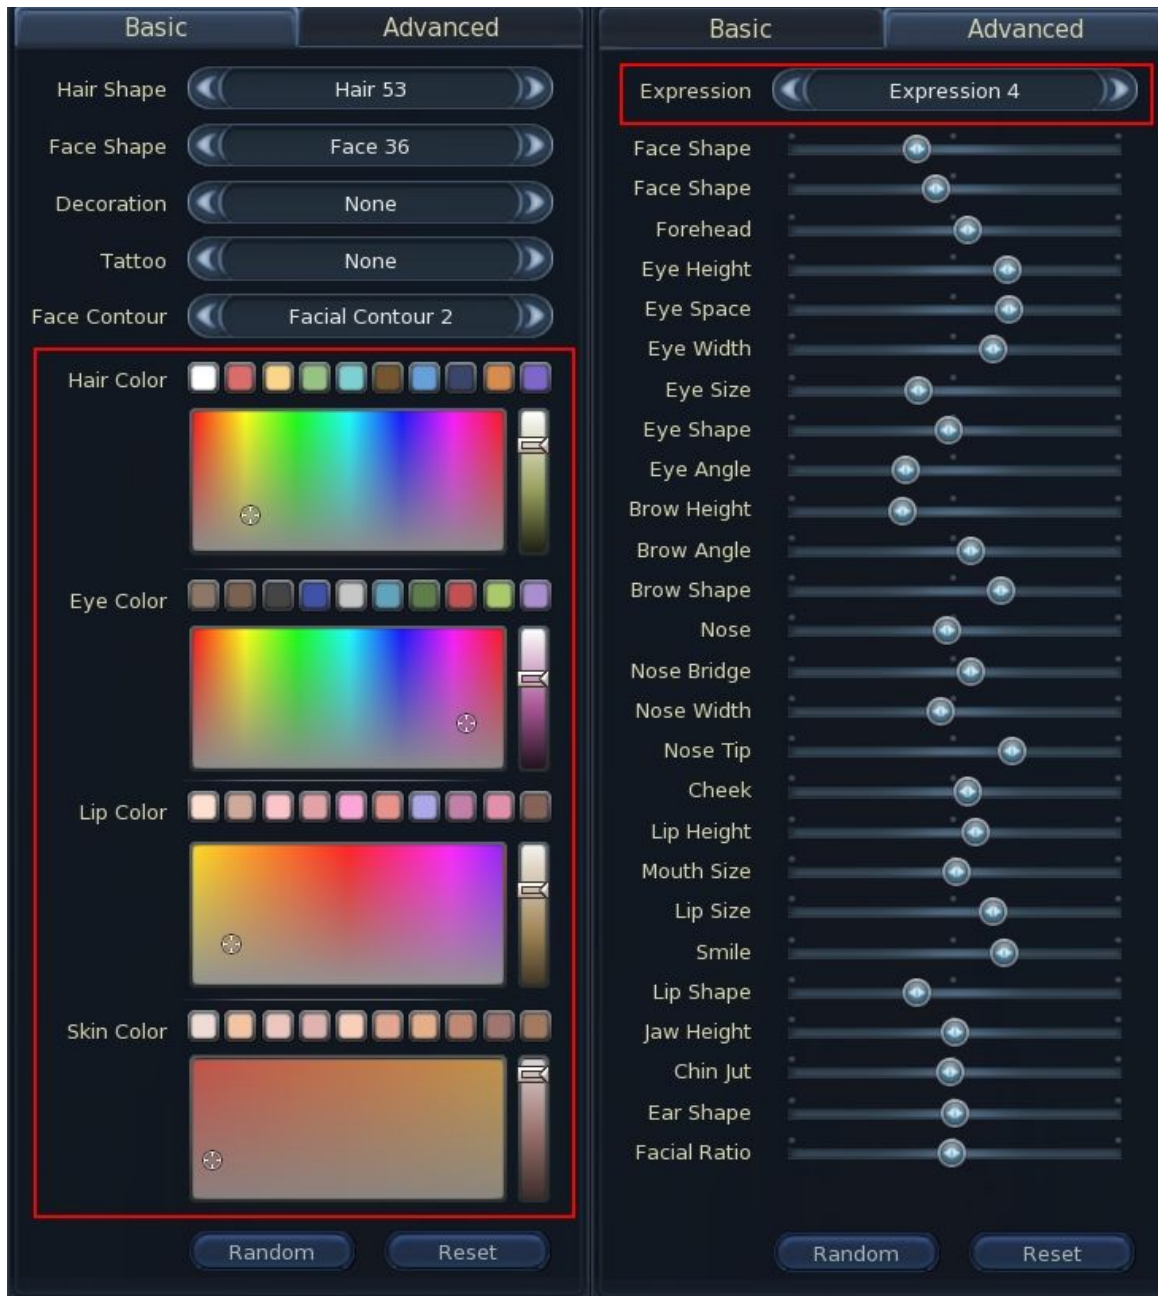 Basic Advanced
Hair Shape Hair 53
Face Shape Face 36
Decoration None
Tattoo None
Face Contour Facial Contour 2
Hair Color
Eye Color
Lip Color
Skin Color
Random Reset
Basic Advanced
Expression Expression 4
Face Shape
Face Shape
Forehead
Eye Height
Eye Space
Eye Width
Eye Size
Eye Shape
Eye Angle
Brow Height
Brow Angle
Brow Shape
Nose
Nose Bridge
Nose Width
Nose Tip
Cheek
Lip Height
Mouth Size
Lip Size
Smile
Lip Shape
Jaw Height
Chin Jut
Ear Shape
Facial Ratio
Random Reset